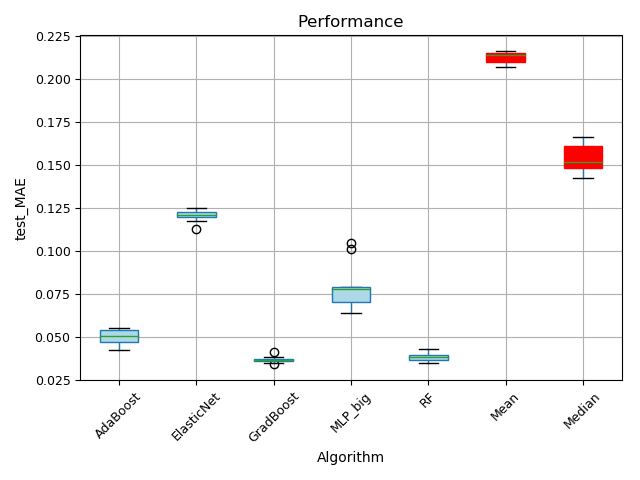 Performance
0.225
0.200
0.175
0.150
0.125
0.100
0.075
0.050
0.025
test_MAE
AdaBoost
ElasticNet
GradBoost
MLP_big
RF
Mean
Median
Algorithm